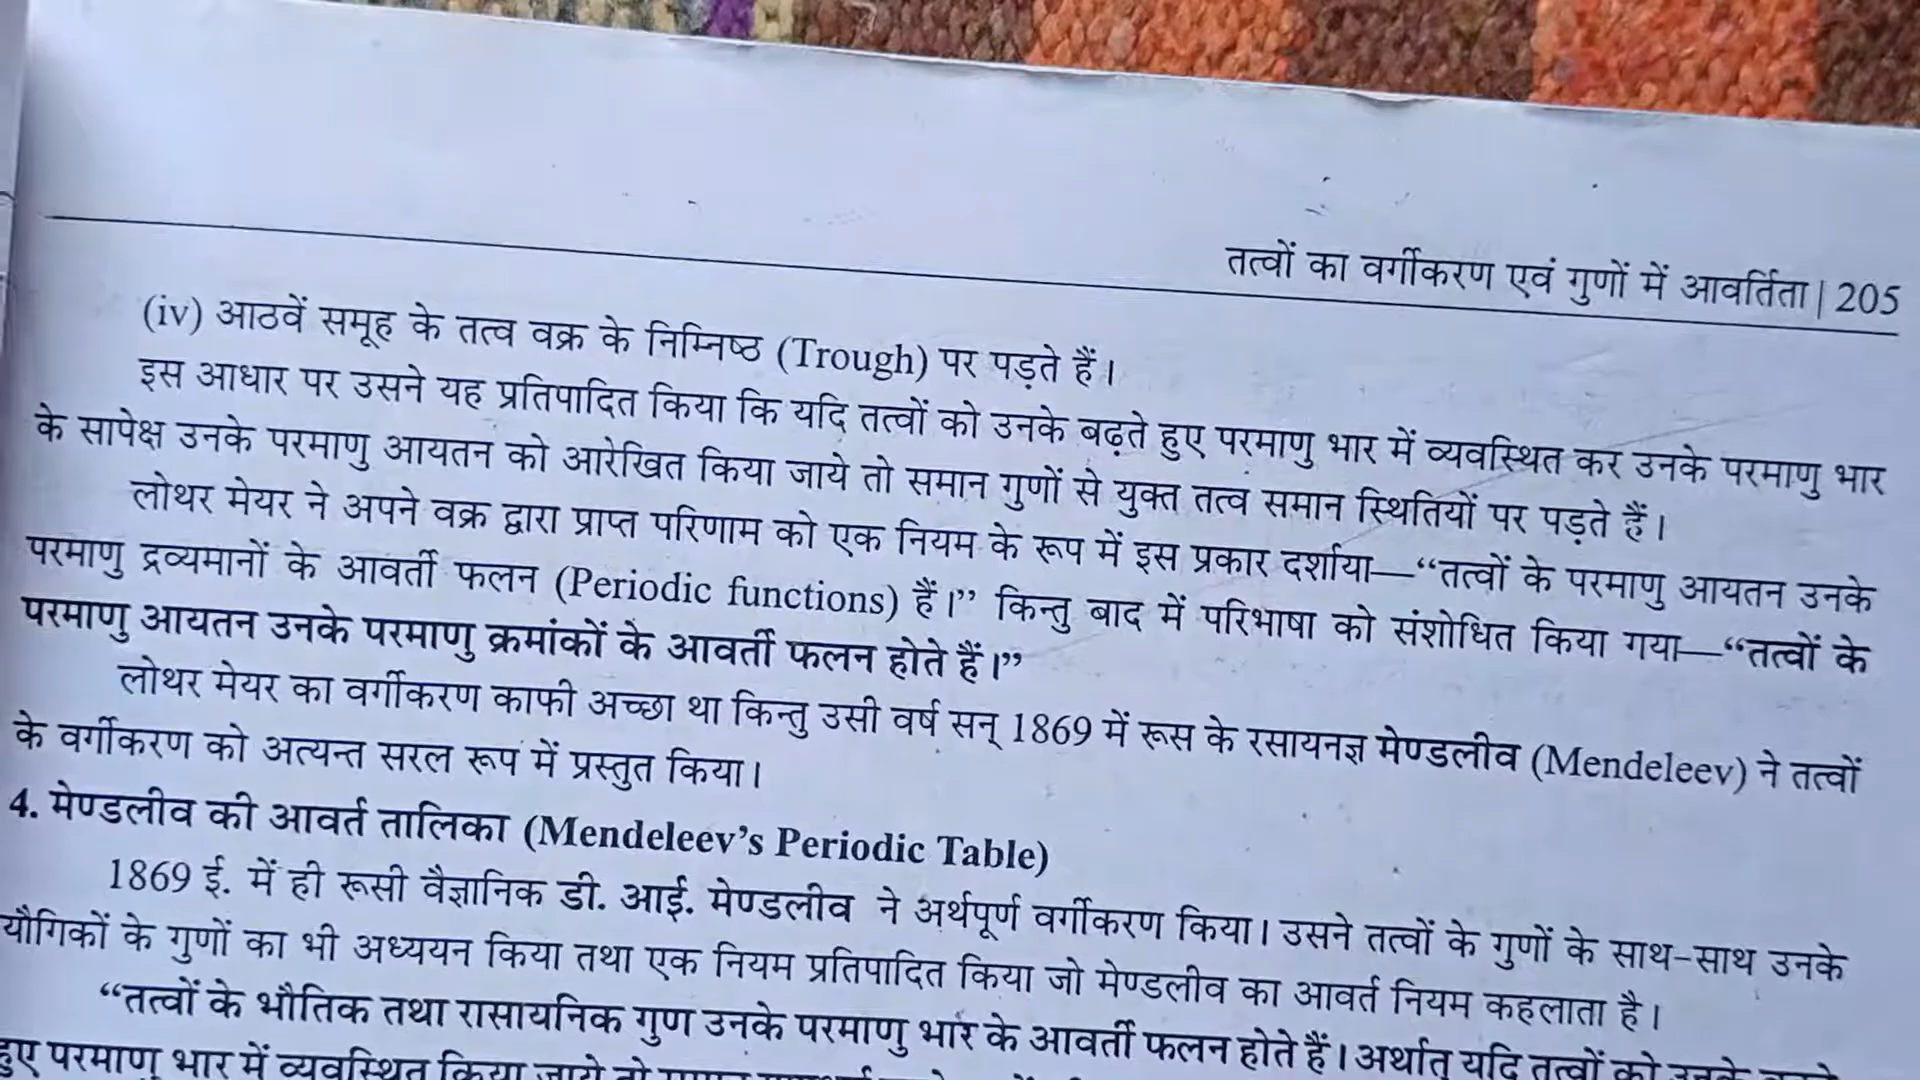 तत्वों का वर्गीकरण एवं गुणों में आवर्तिता | 205
(iv) आठवें समूह के तत्व वक्र के निम्निष्ठ (Trough) पर पड़ते हैं।
इस आधार पर उसने यह प्रतिपादित किया कि यदि तत्वों को उनके बढ़ते हुए परमाणु भार में व्यवस्थित कर उनके परमाणु भार
के सापेक्ष उनके परमाणु आयतन को आरेखित किया जाये तो समान गुणों से युक्त तत्व समान स्थितियों पर पड़ते हैं।
लोथर मेयर ने अपने वक्र द्वारा प्राप्त परिणाम को एक नियम के रूप में इस प्रकार दर्शाया—“तत्वों के परमाणु आयतन उनके
परमाणु द्रव्यमानों के आवर्ती फलन (Periodic functions) हैं।” किन्तु बाद में परिभाषा को संशोधित किया गया—“तत्वों के
परमाणु आयतन उनके परमाणु क्रमांकों के आवर्ती फलन होते हैं।”
लोथर मेयर का वर्गीकरण काफी अच्छा था किन्तु उसी वर्ष सन् 1869 में रूस के रसायनज्ञ मेण्डलीव (Mendeleev) ने तत्वों
के वर्गीकरण को अत्यन्त सरल रूप में प्रस्तुत किया।
4. मेण्डलीव की आवर्त तालिका (Mendeleev’s Periodic Table)
1869 ई. में ही रूसी वैज्ञानिक डी. आई. मेण्डलीव ने अर्थपूर्ण वर्गीकरण किया। उसने तत्वों के गुणों के साथ-साथ उनके
यौगिकों के गुणों का भी अध्ययन किया तथा एक नियम प्रतिपादित किया जो मेण्डलीव का आवर्त नियम कहलाता है।
“तत्वों के भौतिक तथा रासायनिक गुण उनके परमाणु भार के आवर्ती फलन होते हैं। अर्थात् यदि तत्वों को उनके
हुए परमाणु भार में व्यवस्थित किया जाये तो